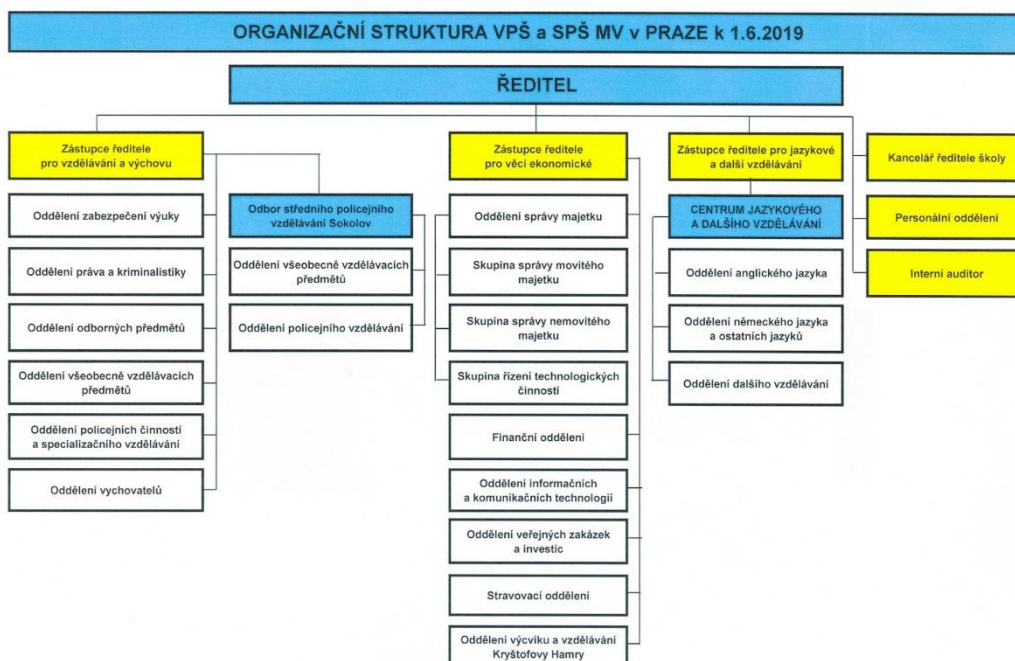 ORGANIZAČNÍ STRUKTURA VPŠ a SPŠ MV v PRAZE k 1.6.2019
ŘEDITEL
Zástupce ředitele
pro vzdělávání a výchovu
Oddělení zabezpečení výuky
Oddělení práva a kriminalistiky
Oddělení odborných předmětů
Oddělení všeobecně vzdělávacích
předmětů
Oddělení policejních činností
a specializačního vzdělávání
Oddělení vychovatelů
Odbor středního policejního
vzdělávání Sokolov
Oddělení všeobecně vzdělávacích
předmětů
Oddělení policejního vzdělávání
Zástupce ředitele
pro věci ekonomické
Oddělení správy majetku
Skupina správy movitého
majetku
Skupina správy nemovitého
majetku
Skupina řízení technologických
činností
Finanční oddělení
Oddělení informačních
a komunikačních technologií
Oddělení veřejných zakázek
a investic
Stravovací oddělení
Oddělení výcviku a vzdělávání
Kryštofovy Hamry
Zástupce ředitele pro jazykové
a další vzdělávání
CENTRUM JAZYKOVÉHO
A DALŠÍHO VZDĚLÁVÁNÍ
Oddělení anglického jazyka
Oddělení německého jazyka
a ostatních jazyků
Oddělení dalšího vzdělávání
Kancelář ředitele školy
Personální oddělení
Interní auditor